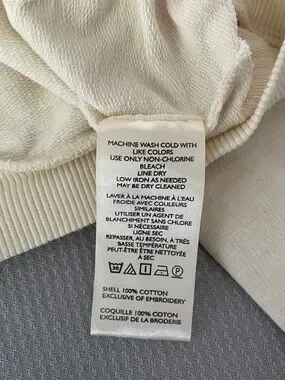 MACHINE WASH COLD WITH
LIKE COLORS
USE ONLY NON-CHLORINE
BLEACH
LINE DRY
LOW IRON AS NEEDED
MAY BE DRY CLEANED
LAVER À LA MACHINE À L'EAU
FROIDE AVEC COULEURS
SIMILAIRES
UTILISER UN AGENT DE
BLANCHIMENT SANS CHLORE
SI NÉCESSAIRE
LIGNE SEC
REPASSER, AU BESOIN, À TRÈS
BASSE TEMPÉRATURE
PEUT-ÊTRE ÊTRE NETTOYÉE
A SEC
30 P
SHELL 100% COTTON
EXCLUSIVE OF EMBROIDERY
COQUILLE 100% COTON
EXCLUSIF DE LA BRODERIE